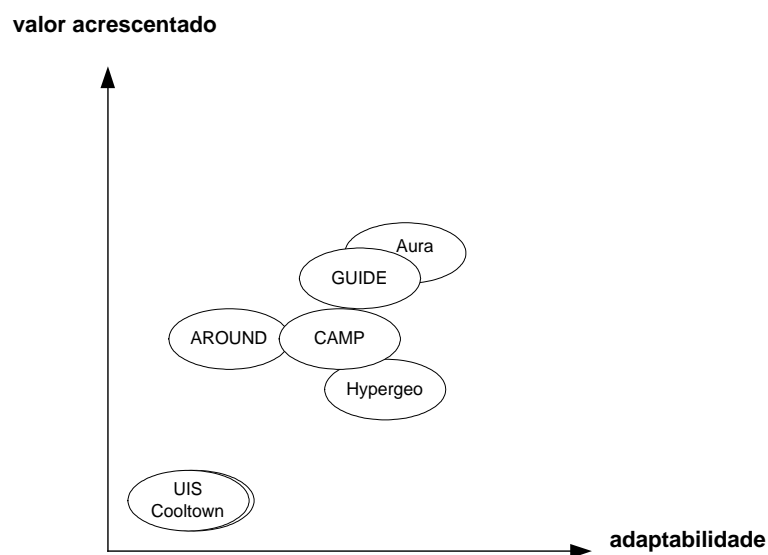 valor acrescentado
Aura
GUIDE
AROUND
CAMP
Hypergeo
UIS
Cooltown
adaptabilidade